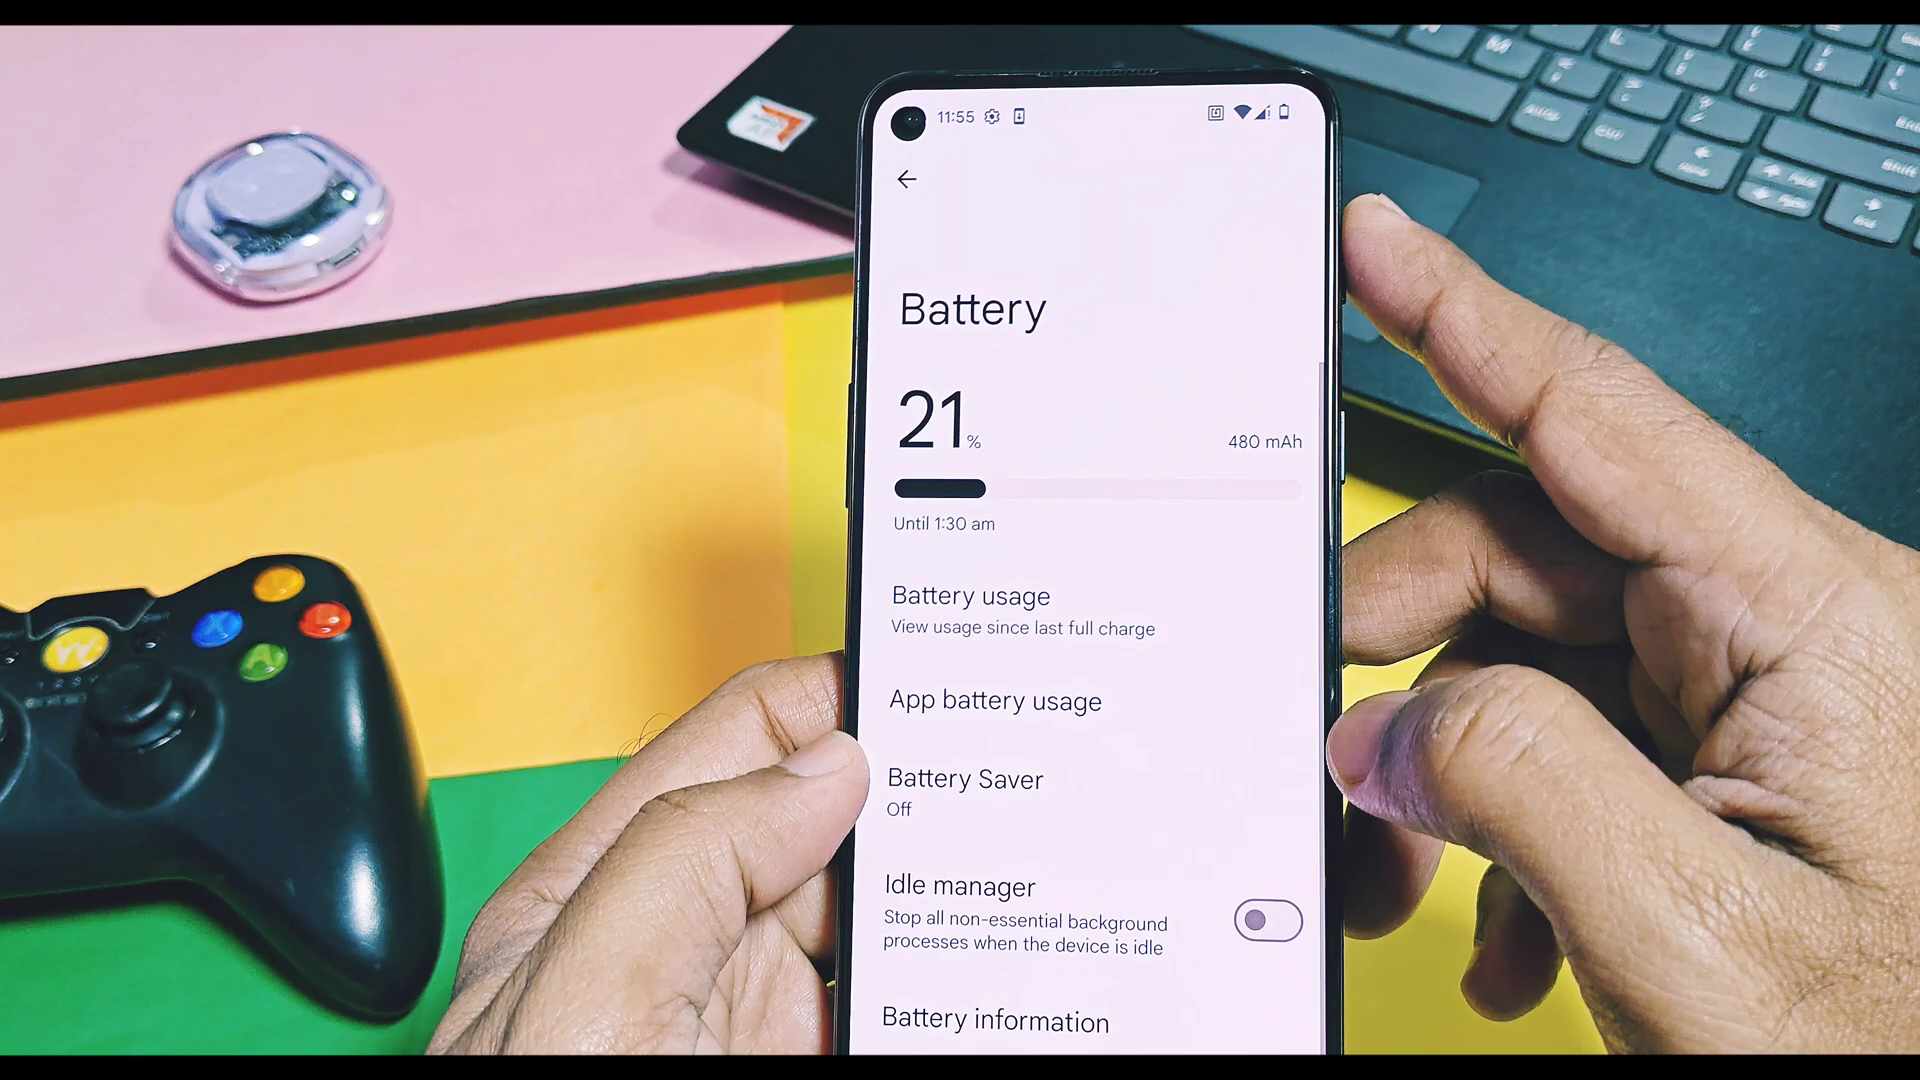 11:55
Battery
21%
480 mAh
Until 1:30 am
Battery usage
View usage since last full charge
App battery usage
Battery Saver
Off
Idle manager
Stop all non-essential background
processes when the device is idle
Battery information
X
A
Shift
End